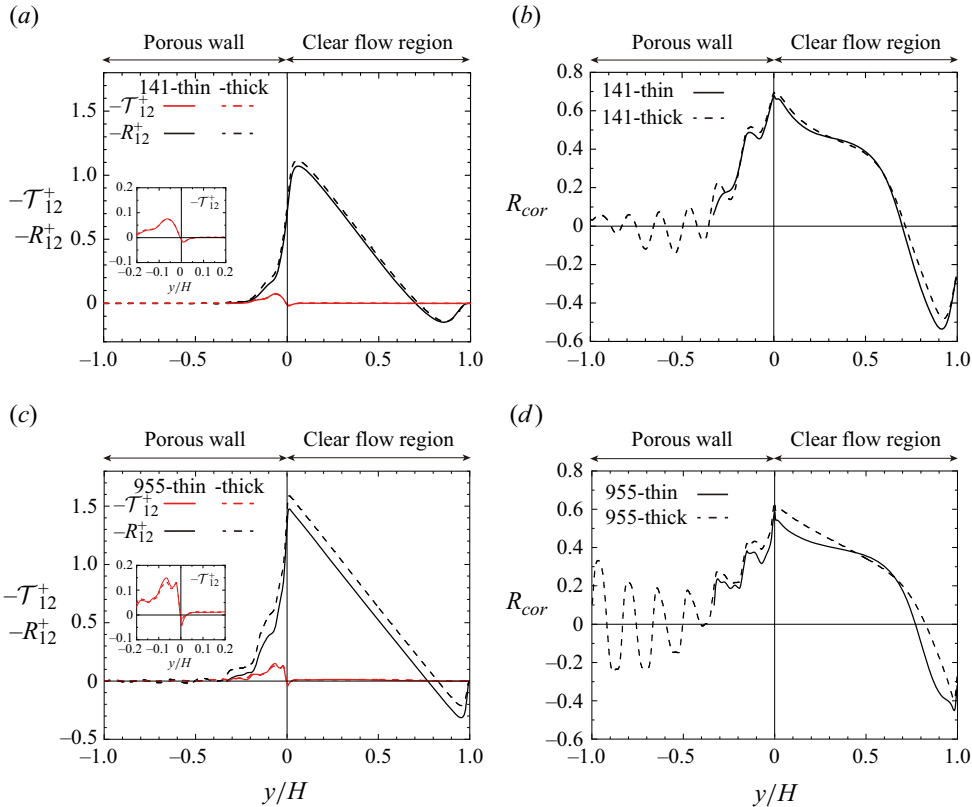 (a)
Porous wall Clear flow region
141-thin -thick
−𝒯⁺₁₂
−R⁺₁₂
1.5
1.0
0.5
0
−1.0 −0.5 0 0.5 1.0
−𝒯⁺₁₂
−R⁺₁₂
0.2
0.1
0
−0.1
−0.2 −0.1 0 0.1 0.2
y/H
−𝒯⁺₁₂
(b)
Porous wall Clear flow region
141-thin
141-thick
R_cor
0.8
0.6
0.4
0.2
0
−0.2
−0.4
−0.6
−1.0 −0.5 0 0.5 1.0
(c)
Porous wall Clear flow region
955-thin -thick
−𝒯⁺₁₂
−R⁺₁₂
1.5
1.0
0.5
0
−0.5
−1.0 −0.5 0 0.5 1.0
y/H
−𝒯⁺₁₂
−R⁺₁₂
0.2
0.1
0
−0.1
−0.2 −0.1 0 0.1 0.2
y/H
−𝒯⁺₁₂
(d)
Porous wall Clear flow region
955-thin
955-thick
R_cor
0.8
0.6
0.4
0.2
0
−0.2
−0.4
−0.6
−1.0 −0.5 0 0.5 1.0
y/H